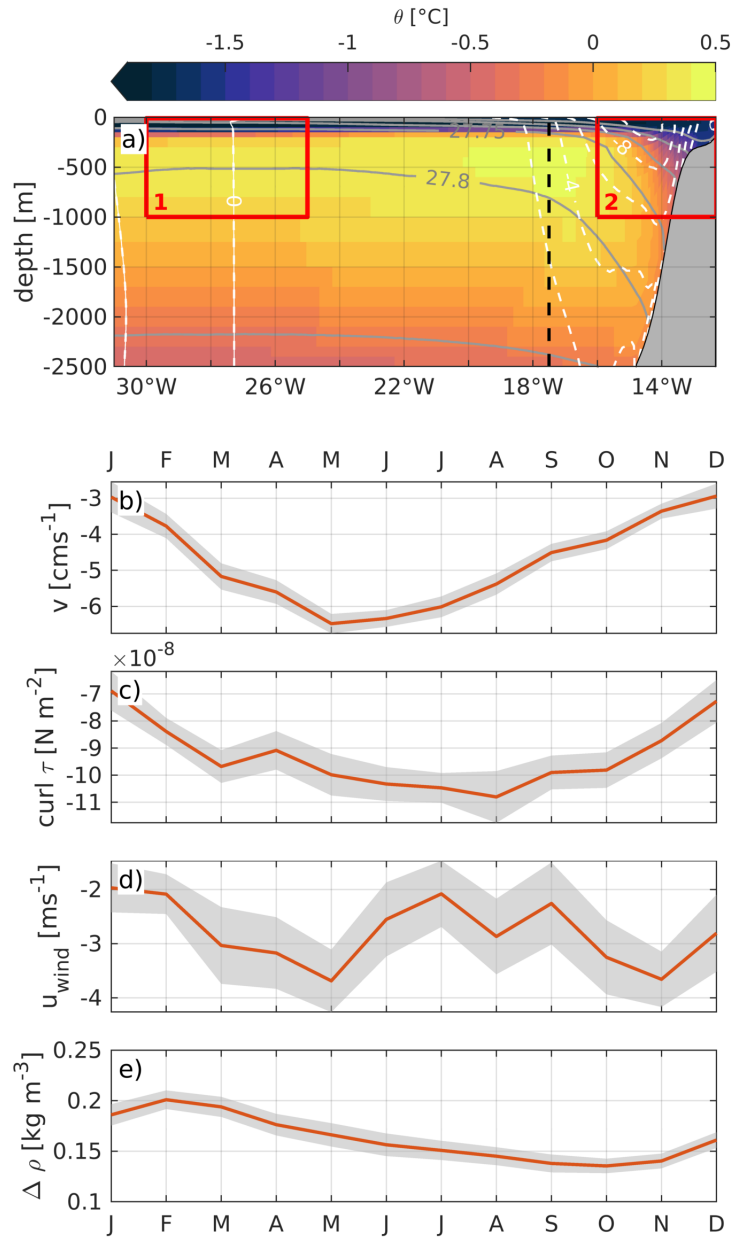 θ [°C]
-1.5 -1 -0.5 0 0.5
a)
0
-500
-1000
-1500
-2000
-2500
depth [m]
27.75
27.8
0
-4
-8
1
2
30°W 26°W 22°W 18°W 14°W
J F M A M J J A S O N D
b)
-3
-4
-5
-6
v [cms⁻¹]
×10⁻⁸
c)
-7
-8
-9
-10
-11
curl τ [N m⁻²]
d)
-2
-3
-4
u_wind [ms⁻¹]
e)
0.25
0.2
0.15
0.1
Δ ρ [kg m⁻³]
J F M A M J J A S O N D